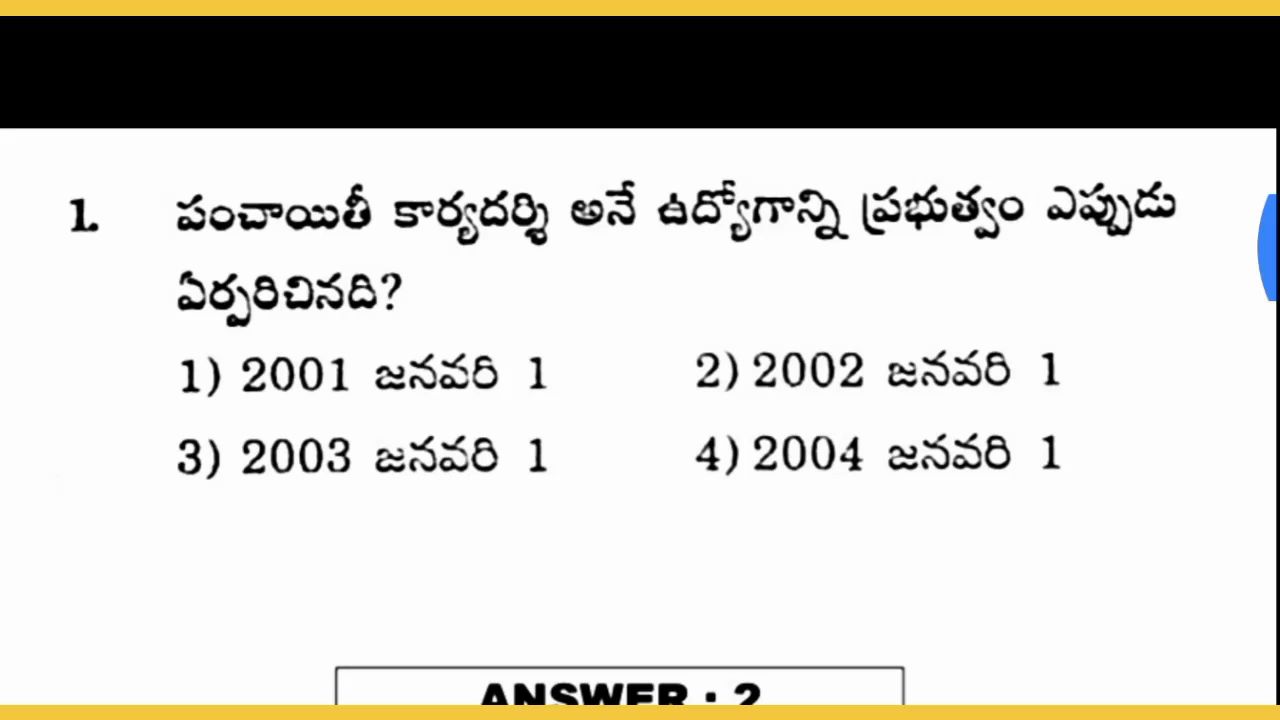 1. పంచాయితీ కార్యదర్శి అనే ఉద్యోగాన్ని ప్రభుత్వం ఎప్పుడు
ఏర్పరిచినది?
1) 2001 జనవరి 1 2) 2002 జనవరి 1
3) 2003 జనవరి 1 4) 2004 జనవరి 1
ANSWER : 2